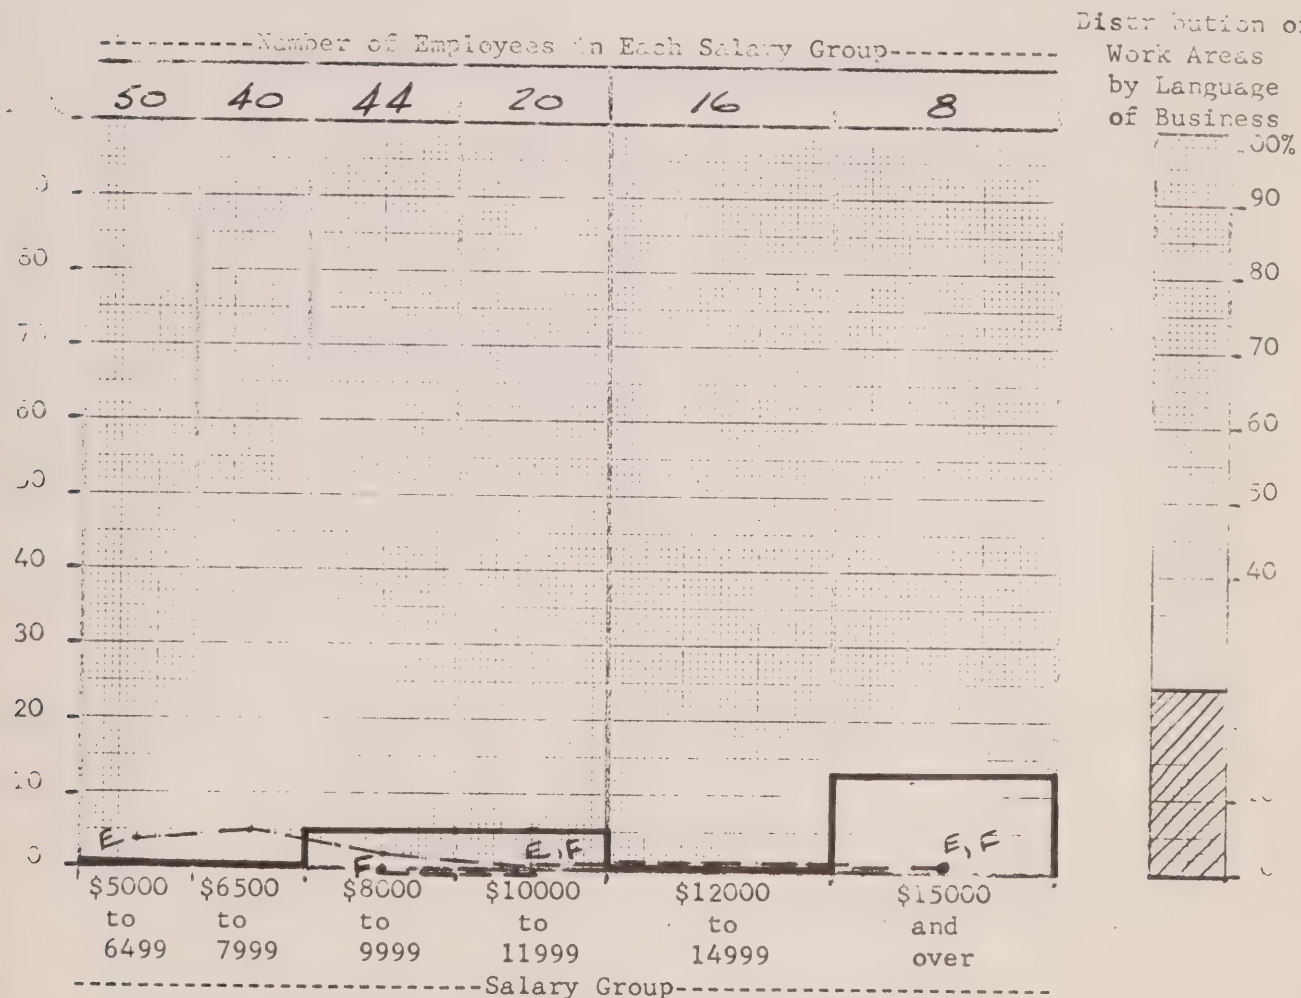 Number of Employees in Each Salary Group
50 40 44 20 16 8
Work Areas
by Language
of Business
90
80
70
60
50
40
60
40
30
20
E
F
E,F
E,F
$5000 $6500 $8000 $10000 $12000 $15000
to to to to to and
6499 7999 9999 11999 14999 over
Salary Group